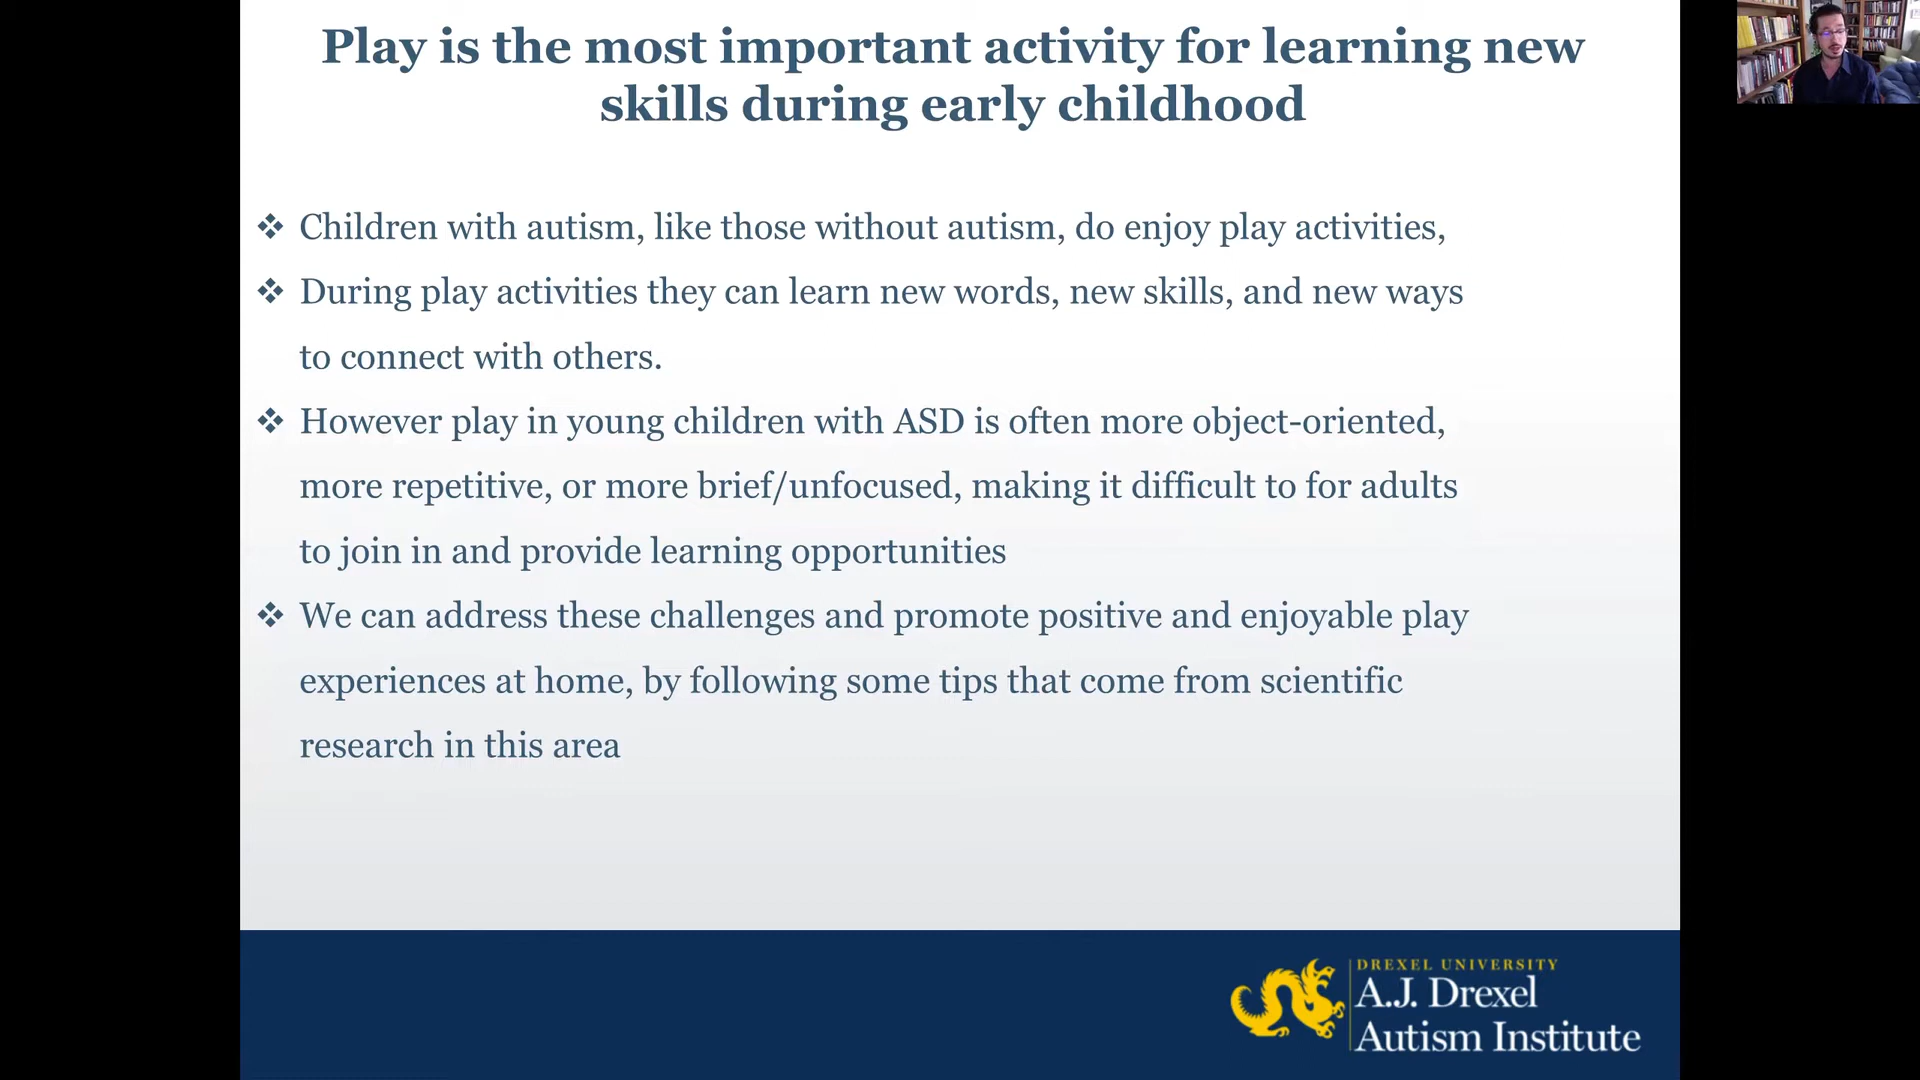 Play is the most important activity for learning new
skills during early childhood
❖ Children with autism, like those without autism, do enjoy play activities,
❖ During play activities they can learn new words, new skills, and new ways
to connect with others.
❖ However play in young children with ASD is often more object-oriented,
more repetitive, or more brief/unfocused, making it difficult to for adults
to join in and provide learning opportunities
❖ We can address these challenges and promote positive and enjoyable play
experiences at home, by following some tips that come from scientific
research in this area
DREXEL UNIVERSITY
A.J. Drexel
Autism Institute